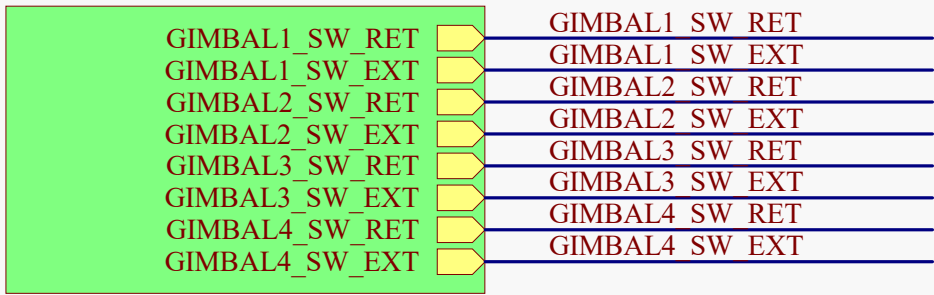 GIMBAL1_SW_RET GIMBAL1_SW_RET
GIMBAL1_SW_EXT GIMBAL1_SW_EXT
GIMBAL2_SW_RET GIMBAL2_SW_RET
GIMBAL2_SW_EXT GIMBAL2_SW_EXT
GIMBAL3_SW_RET GIMBAL3_SW_RET
GIMBAL3_SW_EXT GIMBAL3_SW_EXT
GIMBAL4_SW_RET GIMBAL4_SW_RET
GIMBAL4_SW_EXT GIMBAL4_SW_EXT